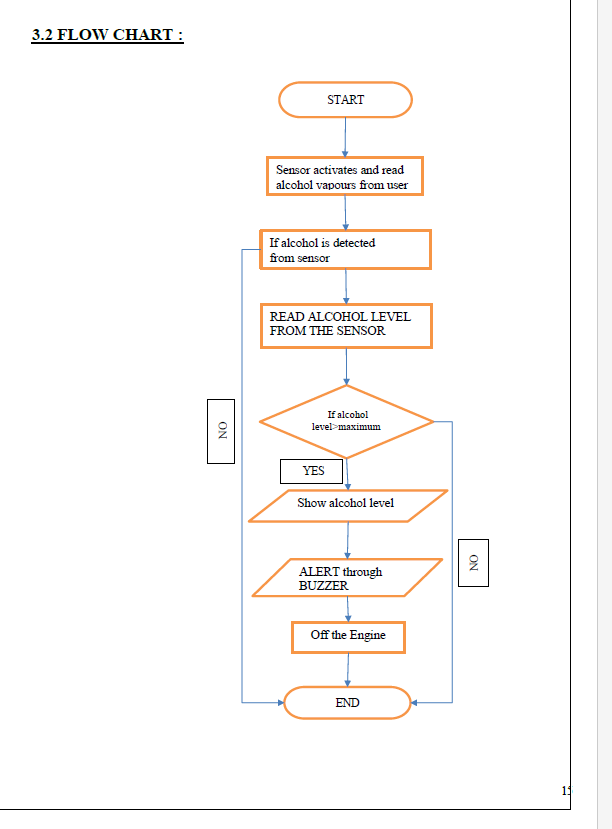 3.2 FLOW CHART :
START
Sensor activates and read
alcohol vapours from user
If alcohol is detected
from sensor
READ ALCOHOL LEVEL
FROM THE SENSOR
If alcohol
level>maximum
NO
YES
Show alcohol level
ALERT through
BUZZER
NO
Off the Engine
END